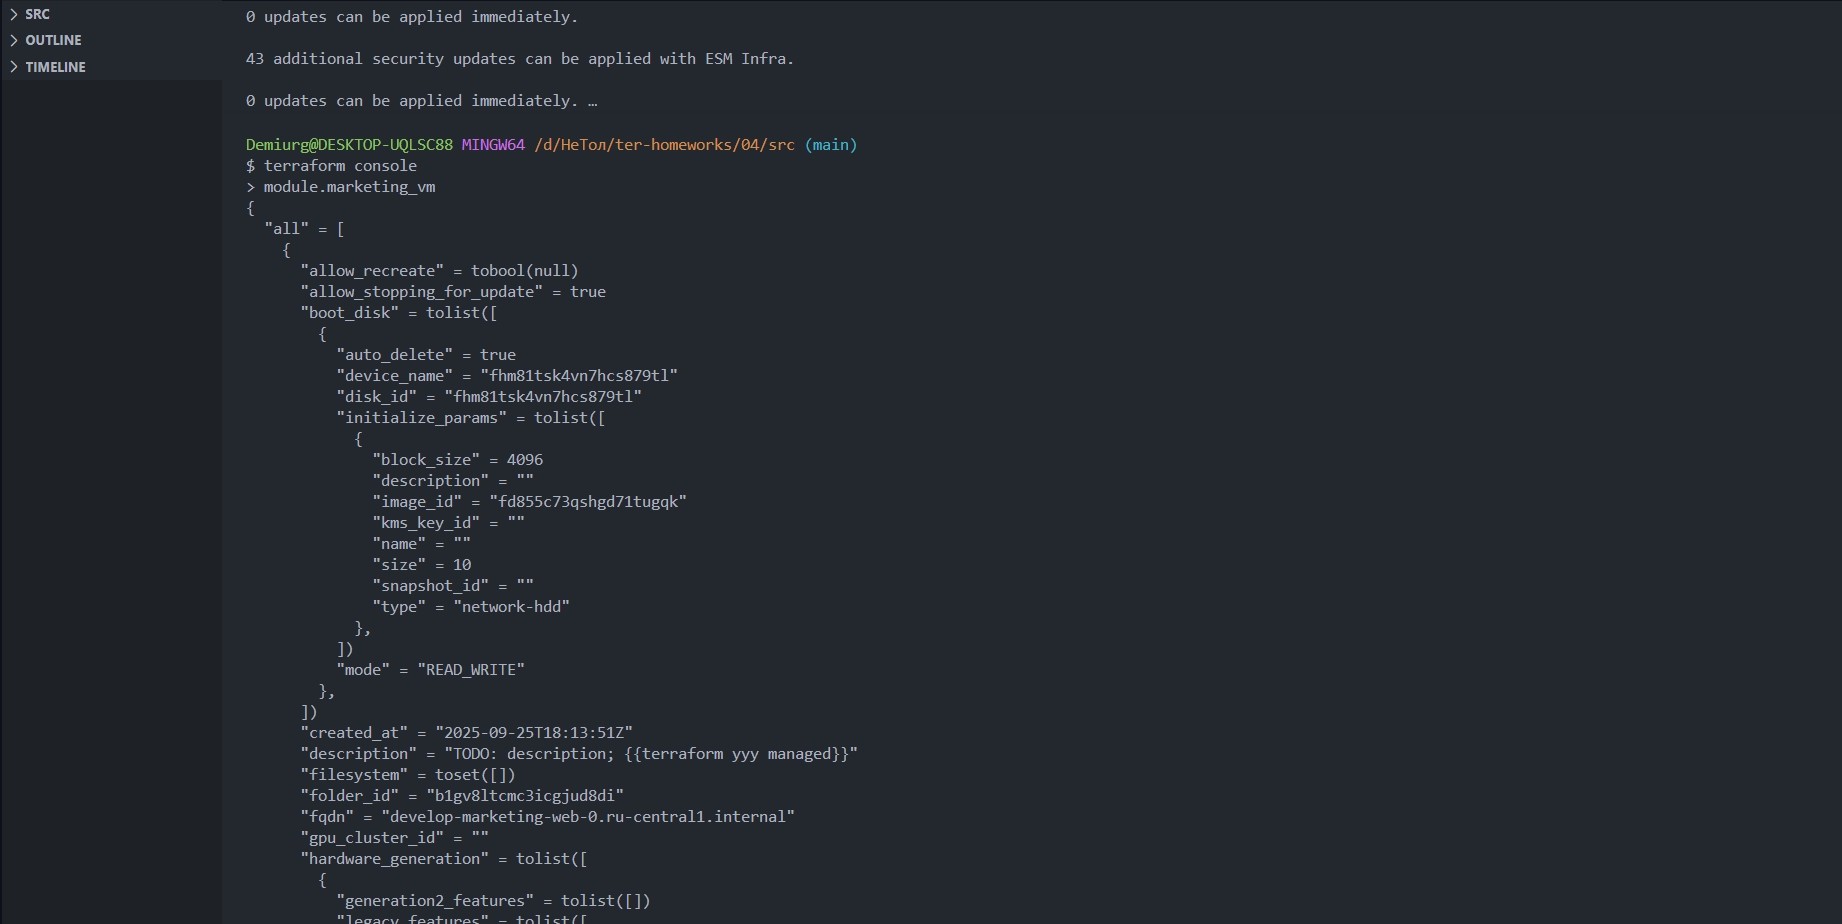 SRC
OUTLINE
TIMELINE
0 updates can be applied immediately.
43 additional security updates can be applied with ESM Infra.
0 updates can be applied immediately. …
Demiurg@DESKTOP-UQLSC88 MINGW64 /d/НеТол/ter-homeworks/04/src (main)
$ terraform console
> module.marketing_vm
{
  "all" = [
    {
      "allow_recreate" = tobool(null)
      "allow_stopping_for_update" = true
      "boot_disk" = tolist([
        {
          "auto_delete" = true
          "device_name" = "fhm81tsk4vn7hcs879tl"
          "disk_id" = "fhm81tsk4vn7hcs879tl"
          "initialize_params" = tolist([
            {
              "block_size" = 4096
              "description" = ""
              "image_id" = "fd855c73qshgd71tugqk"
              "kms_key_id" = ""
              "name" = ""
              "size" = 10
              "snapshot_id" = ""
              "type" = "network-hdd"
            },
          ])
          "mode" = "READ_WRITE"
        },
      ])
      "created_at" = "2025-09-25T18:13:51Z"
      "description" = "TODO: description; {{terraform yyy managed}}"
      "filesystem" = toset([])
      "folder_id" = "b1gv8ltcmc3icgjud8di"
      "fqdn" = "develop-marketing-web-0.ru-central1.internal"
      "gpu_cluster_id" = ""
      "hardware_generation" = tolist([
        {
          "generation2_features" = tolist([])
          "legacy_features" = tolist([